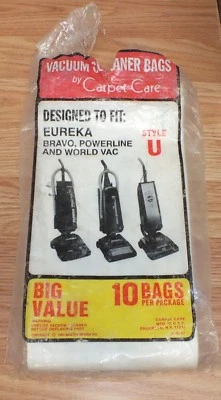 VACUUM CLEANER BAGS
by Carpet Care
DESIGNED TO FIT:
EUREKA
BRAVO, POWERLINE
AND WORLD VAC
STYLE
U
BIG
VALUE
10 BAGS
PER PACKAGE